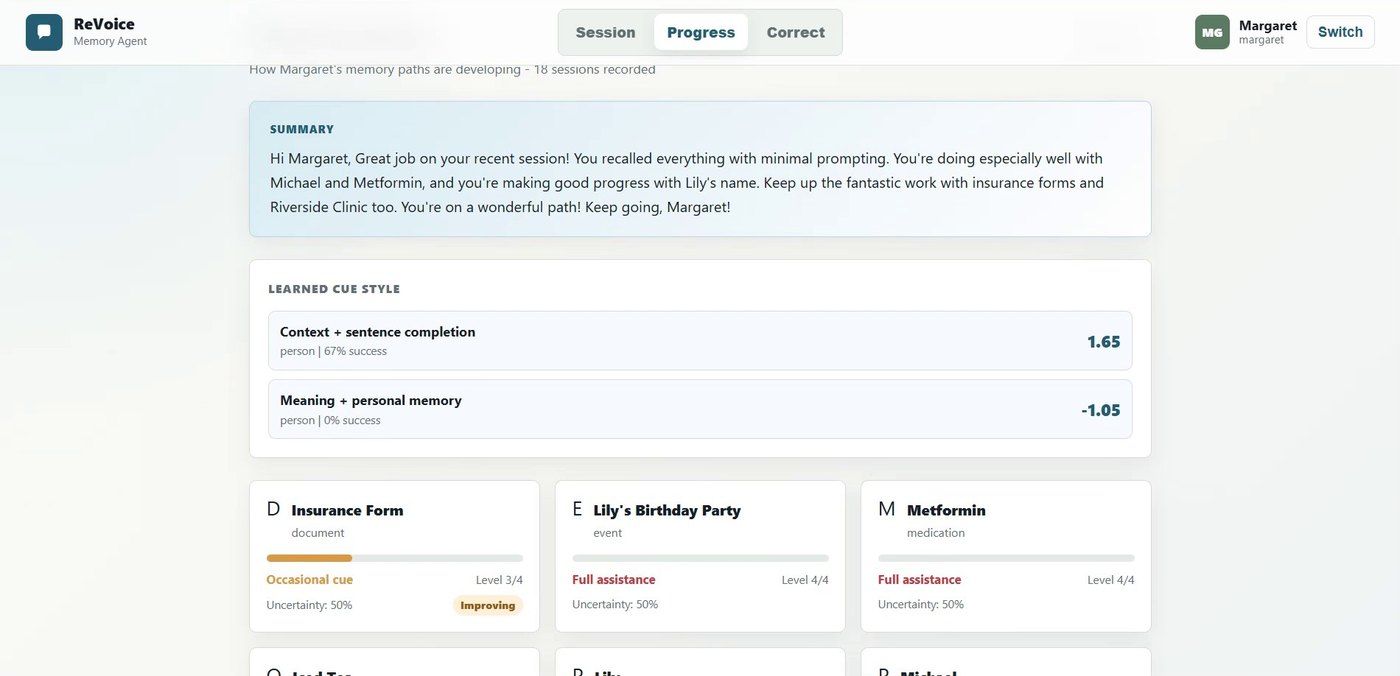 ReVoice
Memory Agent
Session
Progress
Correct
MG
Margaret
margaret
Switch
How Margaret's memory paths are developing - 18 sessions recorded
SUMMARY
Hi Margaret, Great job on your recent session! You recalled everything with minimal prompting. You're doing especially well with
Michael and Metformin, and you're making good progress with Lily's name. Keep up the fantastic work with insurance forms and
Riverside Clinic too. You're on a wonderful path! Keep going, Margaret!
LEARNED CUE STYLE
Context + sentence completion
person | 67% success
1.65
Meaning + personal memory
person | 0% success
-1.05
D Insurance Form
document
Occasional cue
Level 3/4
Uncertainty: 50%
Improving
E Lily's Birthday Party
event
Full assistance
Level 4/4
Uncertainty: 50%
M Metformin
medication
Full assistance
Level 4/4
Uncertainty: 50%
Iced Tea
Lily
Michael